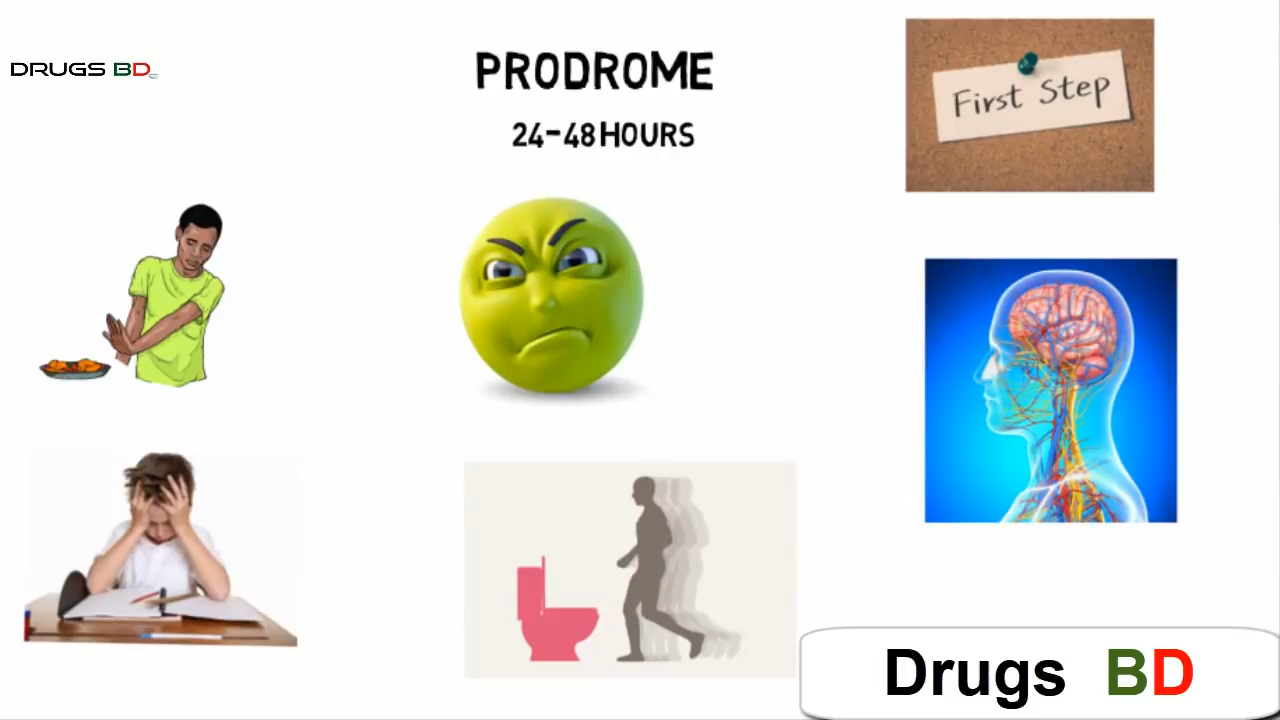 DRUGS BD
PRODROME
24-48 HOURS
First Step
Drugs BD